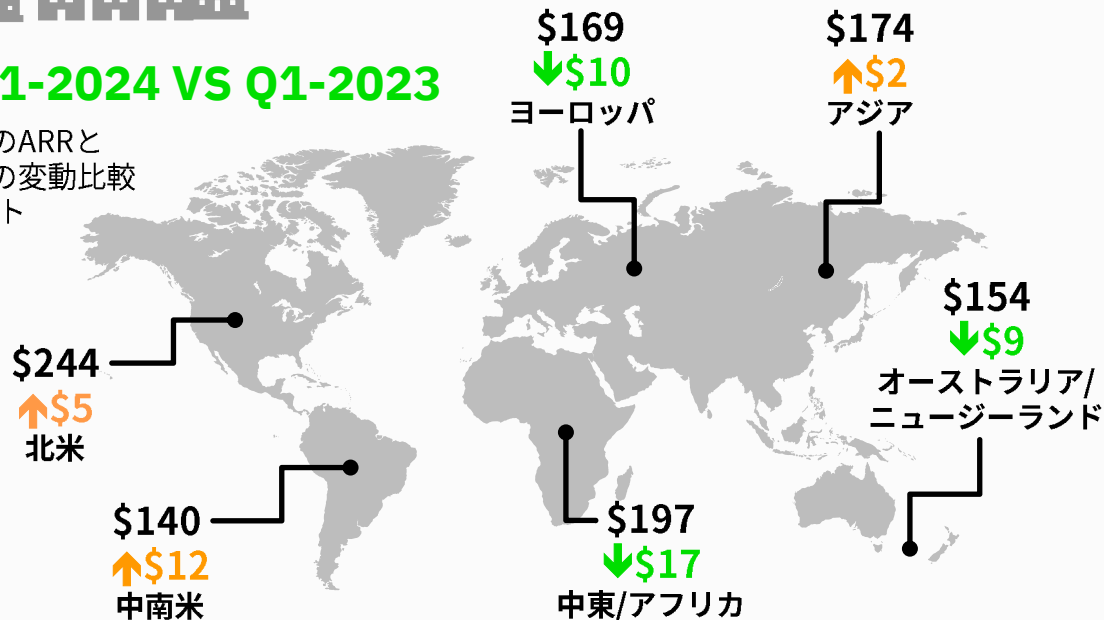 1-2024 VS Q1-2023
のARRと
の変動比較
ト
$169
$10
ヨーロッパ
$174
$2
アジア
$154
$9
オーストラリア/
ニュージーランド
$244
$5
北米
$140
$12
中南米
$197
$17
中東/アフリカ